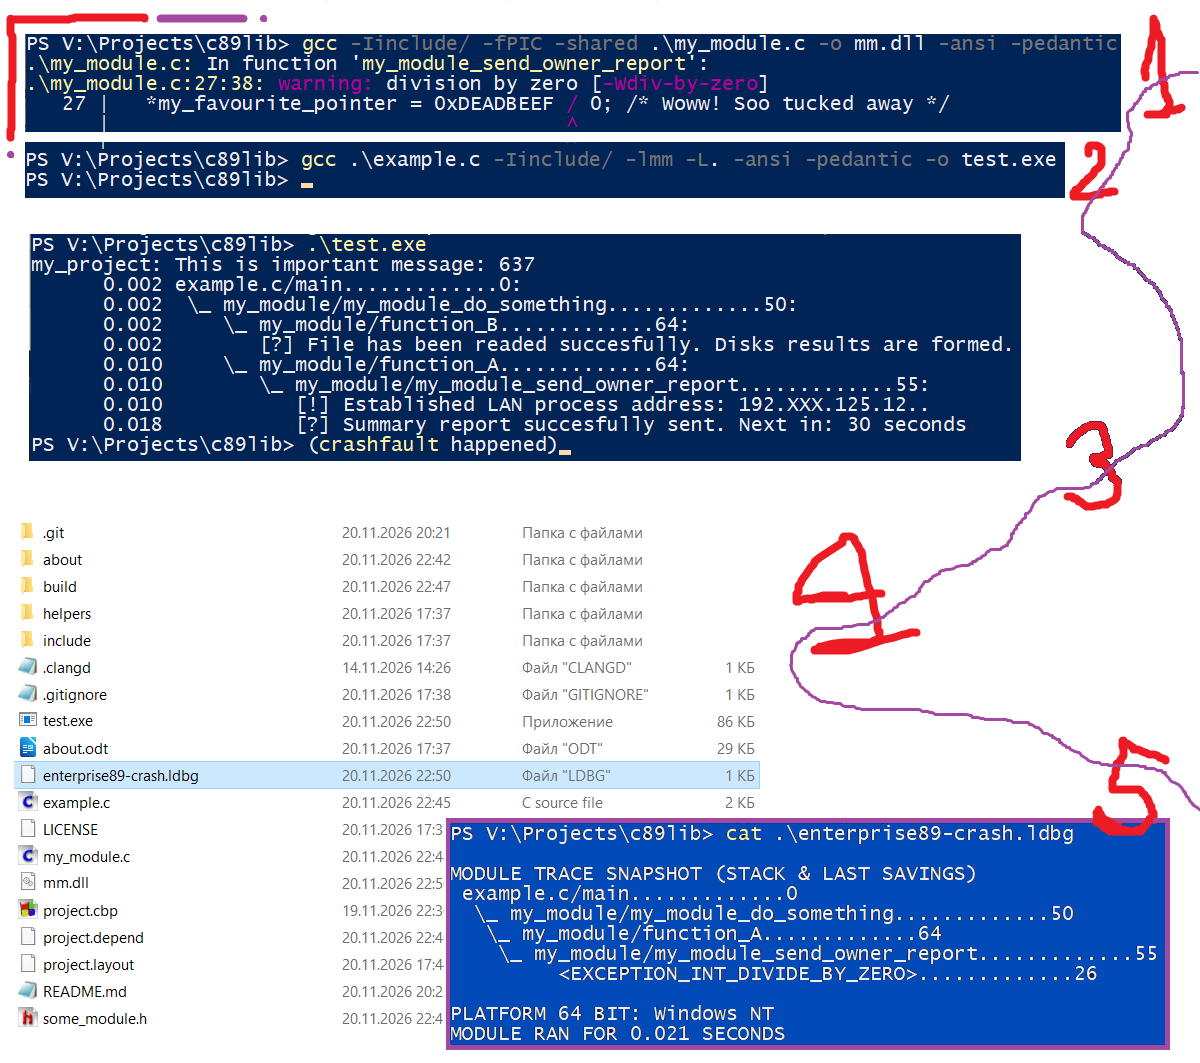 PS V:\Projects\c89lib> gcc -Iinclude/ -fPIC -shared .\my_module.c -o mm.dll -ansi -pedantic
.\my_module.c: In function 'my_module_send_owner_report':
.\my_module.c:27:38: warning: division by zero [-Wdiv-by-zero]
27 |   *my_favourite_pointer = 0xDEADBEEF / 0; /* Woww! Soo tucked away */
|   ^
1
PS V:\Projects\c89lib> gcc .\example.c -Iinclude/ -lmm -L. -ansi -pedantic -o test.exe
PS V:\Projects\c89lib>
2
PS V:\Projects\c89lib> .\test.exe
my_project: This is important message: 637
0.002 example.c/main.............0:
0.002 \_ my_module/my_module_do_something.............50:
0.002 \_ my_module/function_B.............64:
0.002 [?] File has been readed succesfully. Disks results are formed.
0.010 \_ my_module/function_A.............64:
0.010 \_ my_module/my_module_send_owner_report.............55:
0.010 [!] Established LAN process address: 192.XXX.125.12..
0.018 [?] Summary report succesfully sent. Next in: 30 seconds
PS V:\Projects\c89lib> (crashfault happened)
3
4
.git 20.11.2026 20:21 Папка с файлами
about 20.11.2026 22:42 Папка с файлами
build 20.11.2026 22:47 Папка с файлами
helpers 20.11.2026 17:37 Папка с файлами
include 20.11.2026 17:37 Папка с файлами
.clangd 14.11.2026 14:26 Файл "CLANGD" 1 КБ
.gitignore 20.11.2026 17:38 Файл "GITIGNORE" 1 КБ
test.exe 20.11.2026 22:50 Приложение 86 КБ
about.odt 20.11.2026 17:37 Файл "ODT" 29 КБ
enterprise89-crash.ldbg 20.11.2026 22:50 Файл "LDBG" 1 КБ
example.c 20.11.2026 22:45 C source file 2 КБ
LICENSE 20.11.2026 17:3
my_module.c 20.11.2026 22:4
mm.dll 20.11.2026 22:5
project.cbp 19.11.2026 22:3
project.depend 20.11.2026 22:4
project.layout 20.11.2026 17:4
README.md 20.11.2026 20:2
some_module.h 20.11.2026 22:4
5
PS V:\Projects\c89lib> cat .\enterprise89-crash.ldbg
MODULE TRACE SNAPSHOT (STACK & LAST SAVINGS)
example.c/main.............0
\_ my_module/my_module_do_something.............50
\_ my_module/function_A.............64
\_ my_module/my_module_send_owner_report.............55
<EXCEPTION_INT_DIVIDE_BY_ZERO>.............26
PLATFORM 64 BIT: Windows NT
MODULE RAN FOR 0.021 SECONDS